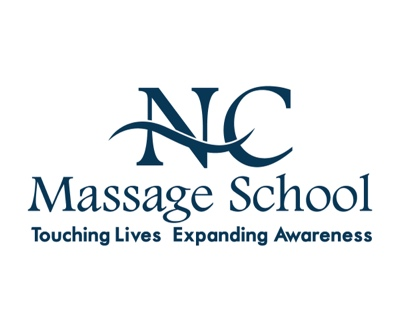 NC
Massage School
Touching Lives Expanding Awareness